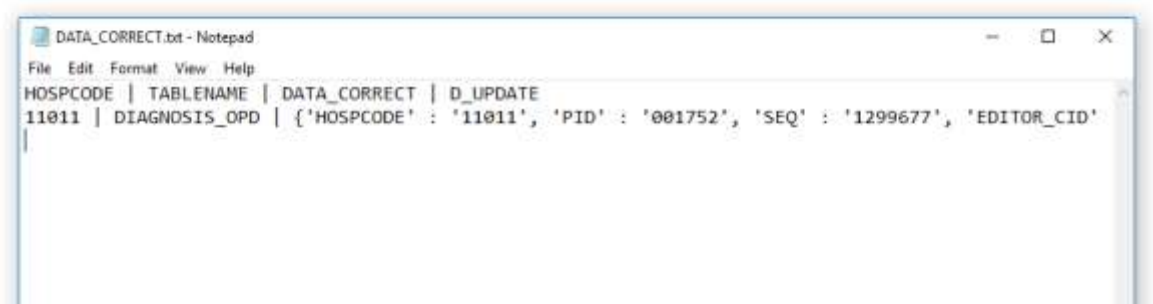 DATA_CORRECT.txt - Notepad
File Edit Format View Help
HOSPCODE | TABLENAME | DATA_CORRECT | D_UPDATE
11011 | DIAGNOSIS_OPD | {'HOSPCODE' : '11011', 'PID' : '001752', 'SEQ' : '1299677', 'EDITOR_CID'